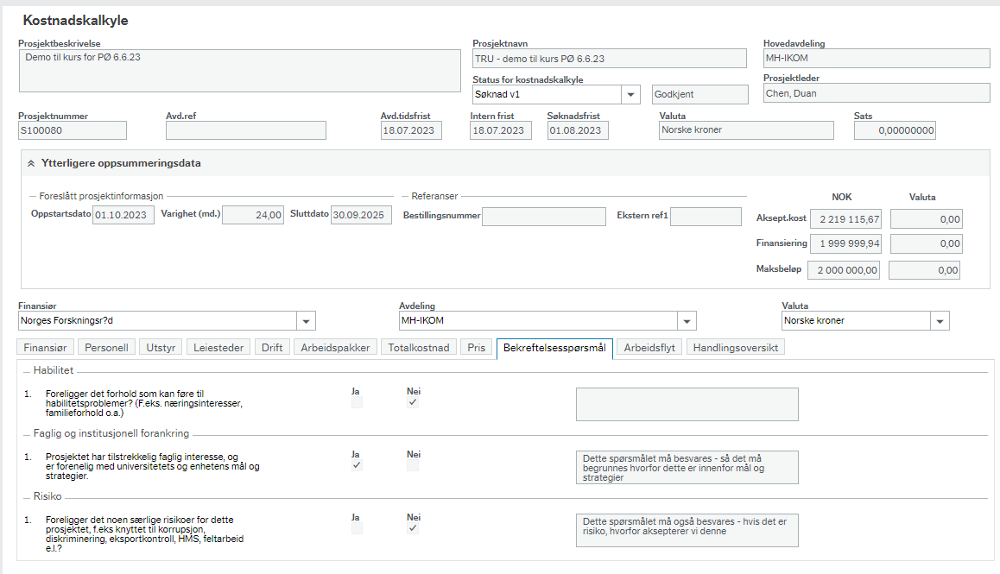 Kostnadskalkyle
Prosjektbeskrivelse
Demo til kurs for PØ 6.6.23
Prosjektnavn
TRU - demo til kurs PØ 6.6.23
Hovedavdeling
MH-IKOM
Status for kostnadskalkyle
Søknad v1
Godkjent
Prosjektleder
Chen, Duan
Prosjektnummer
S100080
Avd.ref
Avd.tidsfrist
18.07.2023
Intern frist
18.07.2023
Søknadsfrist
01.08.2023
Valuta
Norske kroner
Sats
0,00000000
Ytterligere oppsummeringsdata
Foreslått prosjektinformasjon
Oppstartsdato 01.10.2023 Varighet (md.) 24,00 Sluttdato 30.09.2025
Referanser
Bestillingsnummer
Ekstern ref1
NOK Valuta
Aksept.kost 2 219 115,67 0,00
Finansiering 1 999 999,94 0,00
Maksbeløp 2 000 000,00 0,00
Finansiør
Norges Forskningsr?d
Avdeling
MH-IKOM
Valuta
Norske kroner
Finansiør Personell Utstyr Leiesteder Drift Arbeidspakker Totalkostnad Pris Bekreftelsesspørsmål Arbeidsflyt Handlingsoversikt
Habilitet
1. Foreligger det forhold som kan føre til
habilitetsproblemer? (F.eks. næringsinteresser,
familieforhold o.a.)
Ja Nei
Faglig og institusjonell forankring
1. Prosjektet har tilstrekkelig faglig interesse, og
er forenelig med universitetets og enhetens mål og
strategier.
Ja Nei
Dette spørsmålet må besvares - så det må
begrunnes hvorfor dette er innenfor mål og
strategier
Risiko
1. Foreligger det noen særlige risikoer for dette
prosjektet, f.eks knyttet til korrupsjon,
diskriminering, eksportkontroll, HMS, feltarbeid
e.l.?
Ja Nei
Dette spørsmålet må også besvares - hvis det er
risiko, hvorfor aksepterer vi denne